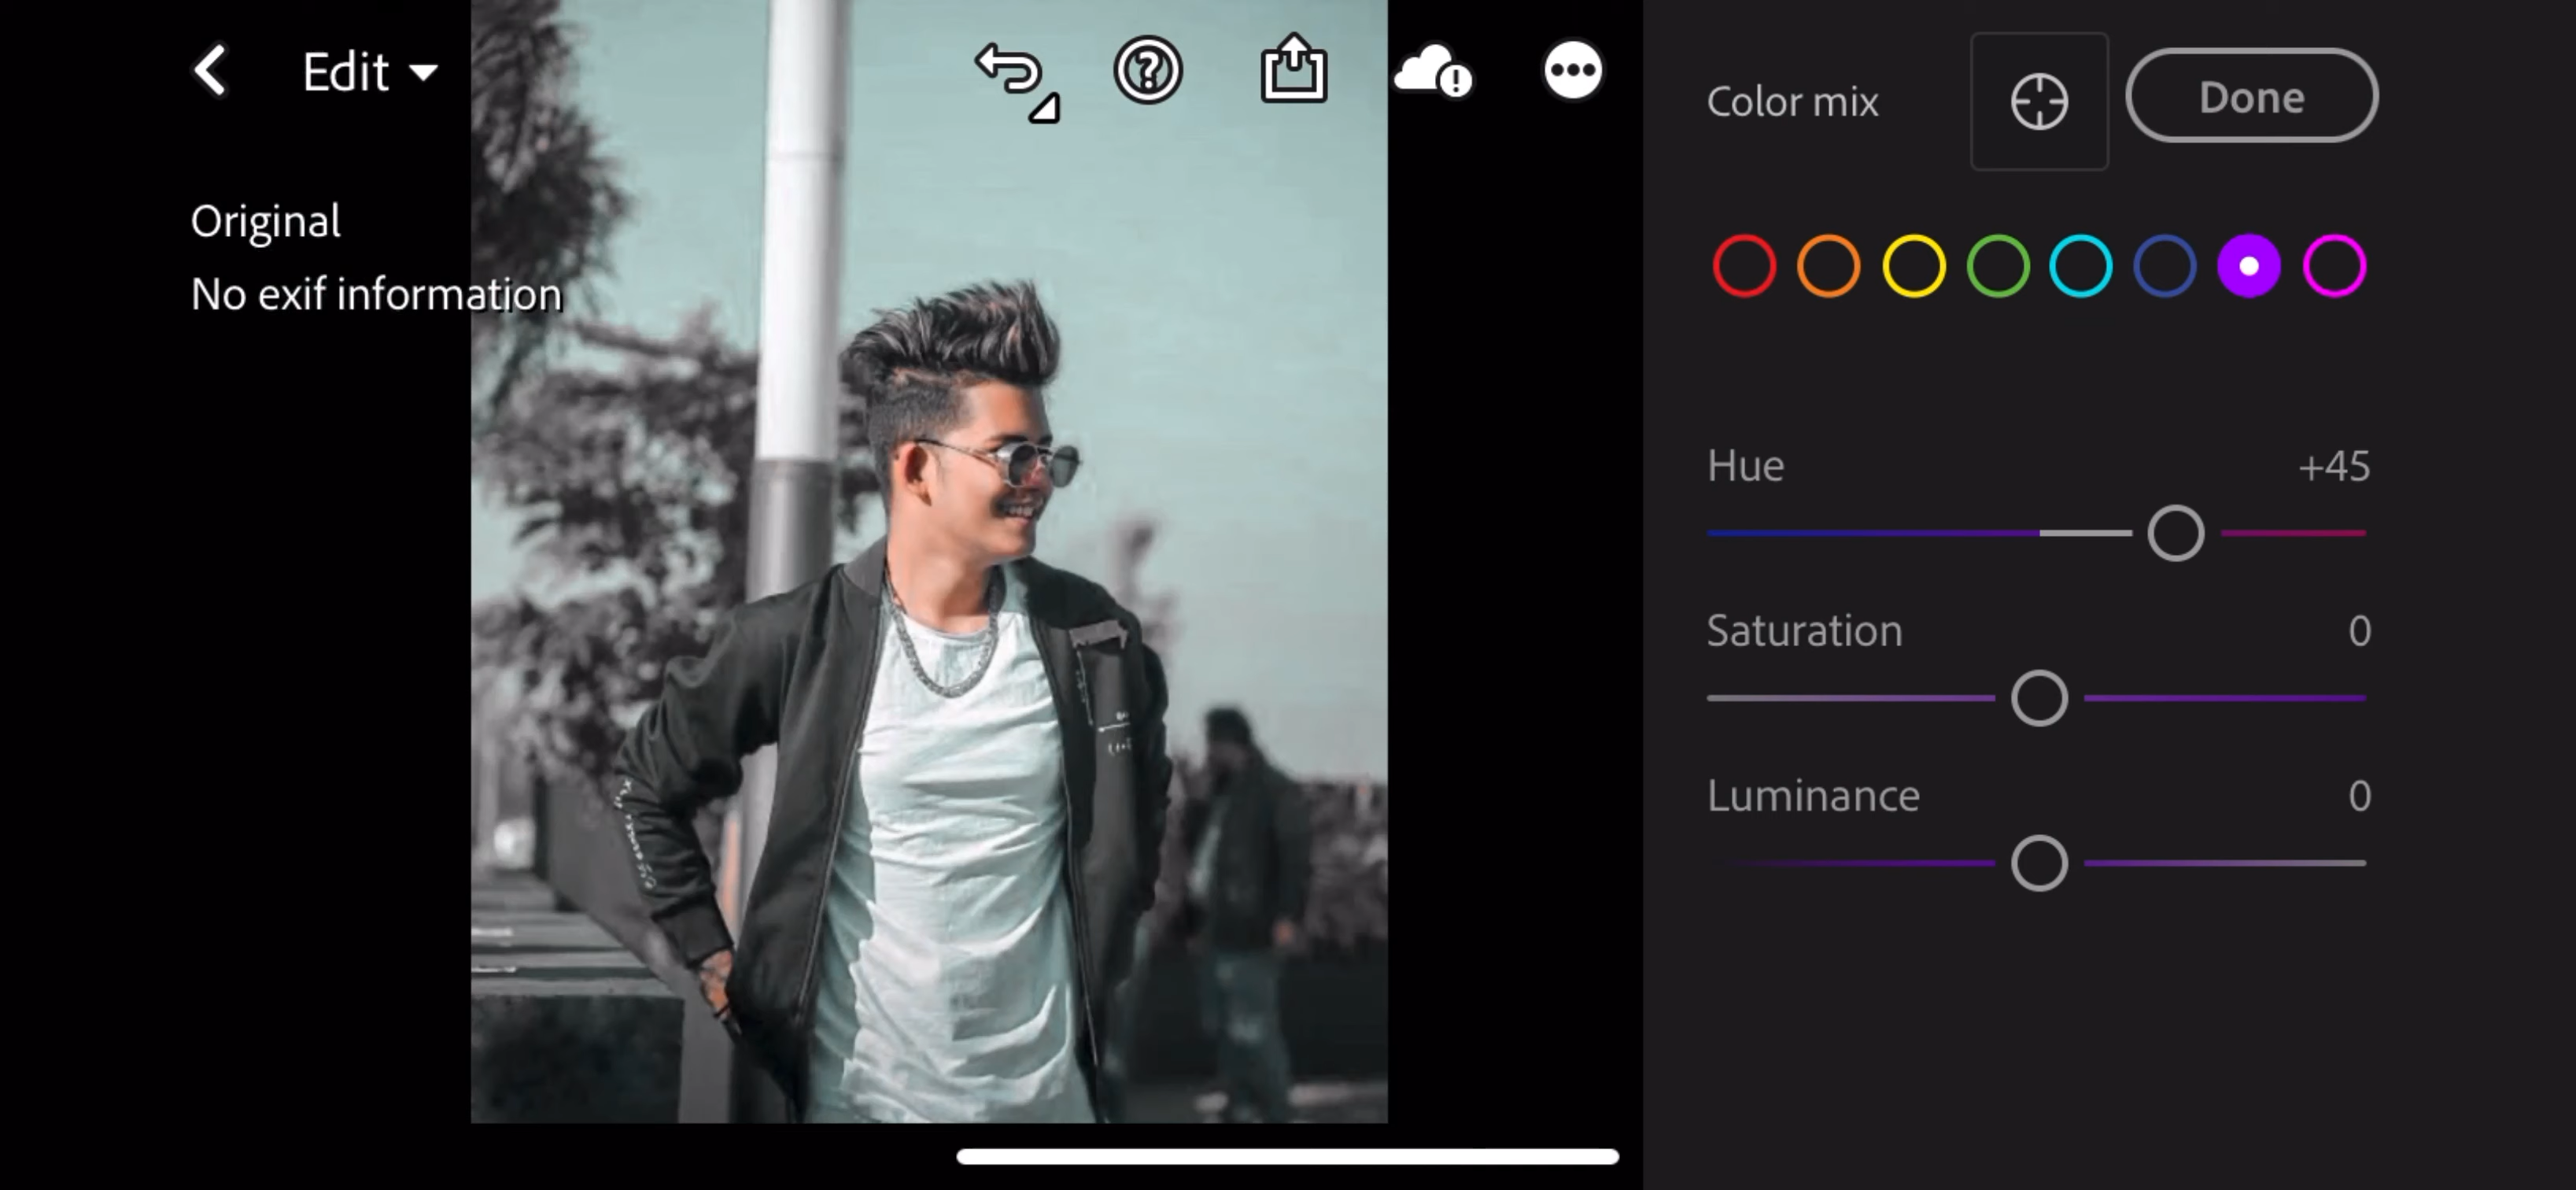 Edit
Color mix
Done
Original
No exif information
Hue
+45
Saturation
0
Luminance
0